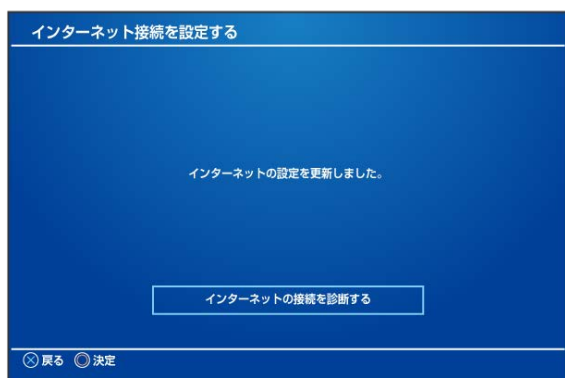 インターネット接続を設定する
インターネットの設定を更新しました。
インターネットの接続を診断する
戻る 決定